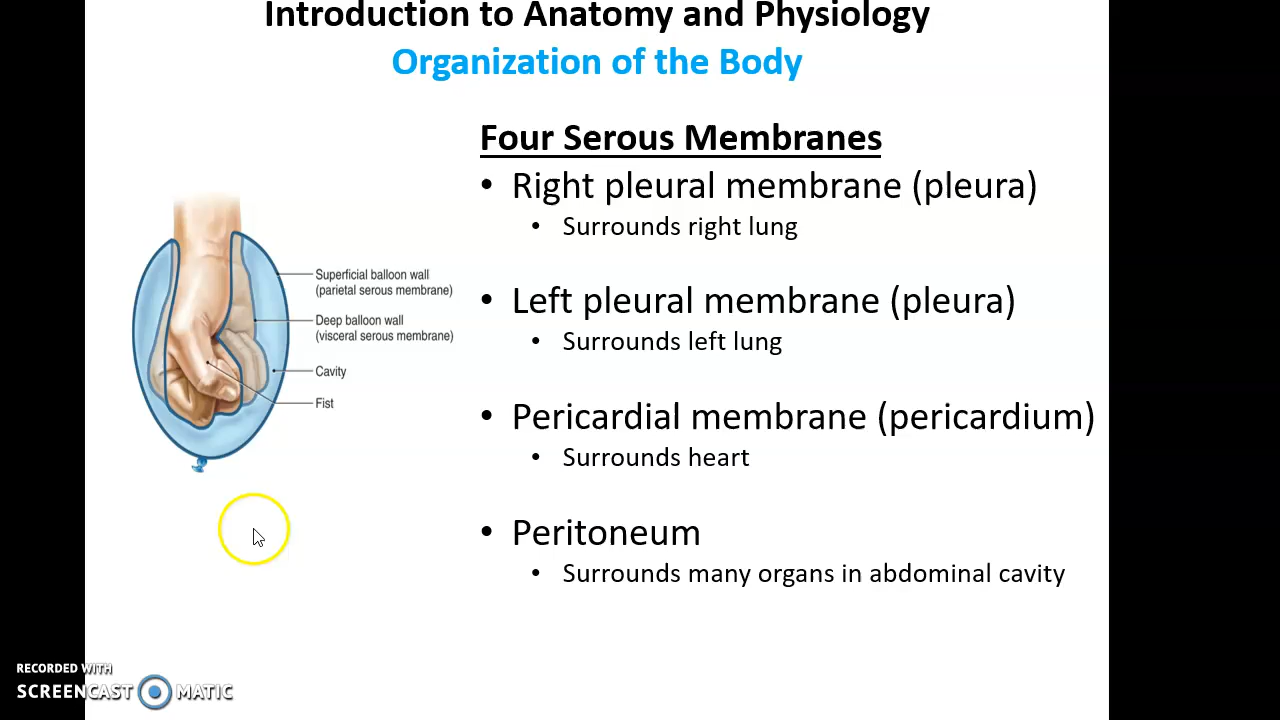 Introduction to Anatomy and Physiology
Organization of the Body
Four Serous Membranes
• Right pleural membrane (pleura)
• Surrounds right lung
• Left pleural membrane (pleura)
• Surrounds left lung
• Pericardial membrane (pericardium)
• Surrounds heart
• Peritoneum
• Surrounds many organs in abdominal cavity
Superficial balloon wall
(parietal serous membrane)
Deep balloon wall
(visceral serous membrane)
Cavity
Fist
RECORDED WITH
SCREENCAST MATIC